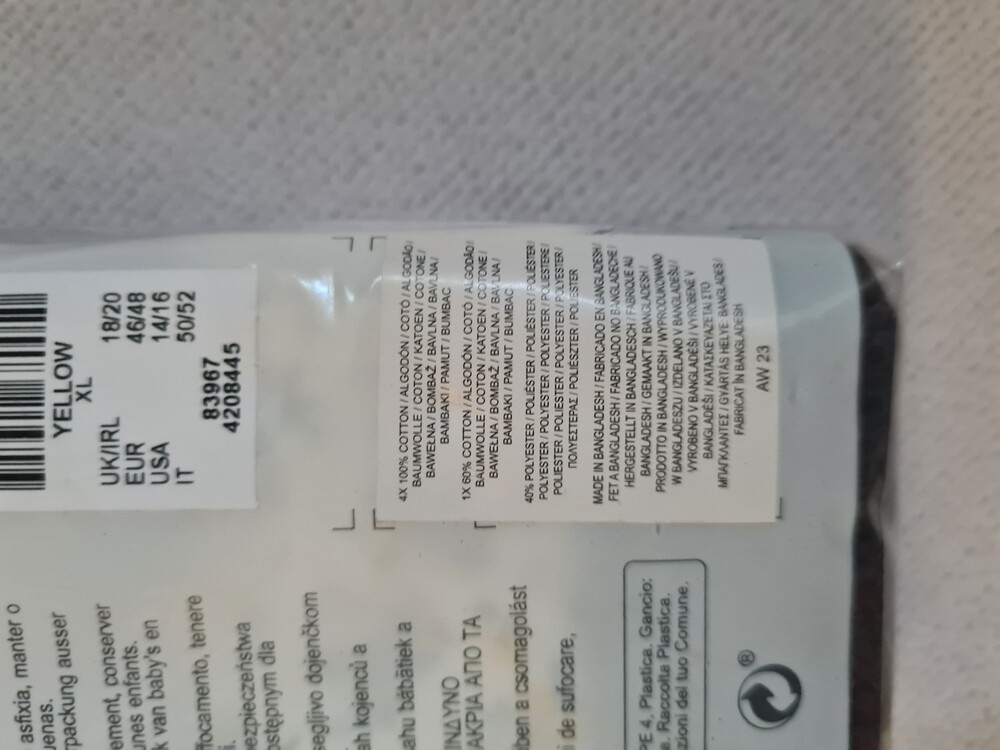 YELLOW
XL
UK/IRL 18/20
EUR 46/48
USA 14/16
IT 50/52
83967
4208445
4X 100% COTTON / ALGODÓN / COTÓ / ALGODÃO /
BAUMWOLLE / COTON / KATOEN / COTONE /
BAWEŁNA / BOMBAŽ / BAVLNA / BAVLNA /
ΒΑΜΒΑΚΙ / PAMUT / BUMBAC
1X 60% COTTON / ALGODÓN / COTÓ / ALGODÃO /
BAUMWOLLE / COTON / KATOEN / COTONE /
BAWEŁNA / BOMBAŽ / BAVLNA / BAVLNA /
ΒΑΜΒΑΚΙ / PAMUT / BUMBAC
40% POLYESTER / POLIÉSTER / POLIÈSTER / POLIÉSTER /
POLYESTER / POLYESTER / POLYESTER / POLIESTERE /
POLIESTER / POLIESTER / POLYESTER / POLYESTER /
ΠΟΛΥΕΣΤΕΡΑΣ / POLIÉSZTER / POLIESTER
MADE IN BANGLADESH / FABRICADO EN BANGLADESH /
FET A BANGLADESH / FABRICADO NO BANGLADECHE /
HERGESTELLT IN BANGLADESCH / FABRIQUÉ AU
BANGLADESH / GEMAAKT IN BANGLADESH /
PRODOTTO IN BANGLADESH / WYPRODUKOWANO
W BANGLADESZU / IZDELANO V BANGLADEŠU /
VYROBENO V BANGLADÉŠI / VYROBENÉ V
BANGLADÉŠI / ΚΑΤΑΣΚΕΥΑΖΕΤΑΙ ΣΤΟ
ΜΠΑΓΚΛΑΝΤΕΣ / GYÁRTÁS HELYE: BANGLADES /
FABRICAT ÎN BANGLADESH
AW 23
asfixia, manter o
uenas.
rpackung ausser
ement, conserver
unes enfants.
k van baby's en
ffocamento, tenere
i.
ezpieczeństwa
ostępnym dla
segljivo dojenčkom
ah kojenců a
ahu bábätiek a
ΙΝΔΥΝΟ
ΑΚΡΙΑ ΑΠΟ ΤΑ
ben a csomagolást
i de sufocare,
PE 4, Plastica. Gancio:
e. Raccolta Plastica.
zioni del tuo Comune.
®